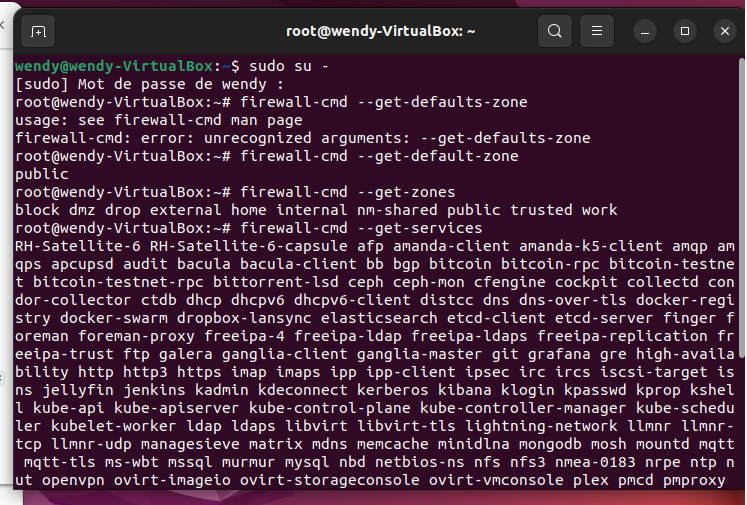 root@wendy-VirtualBox: ~
wendy@wendy-VirtualBox:~$ sudo su -
[sudo] Mot de passe de wendy :
root@wendy-VirtualBox:~# firewall-cmd --get-defaults-zone
usage: see firewall-cmd man page
firewall-cmd: error: unrecognized arguments: --get-defaults-zone
root@wendy-VirtualBox:~# firewall-cmd --get-default-zone
public
root@wendy-VirtualBox:~# firewall-cmd --get-zones
block dmz drop external home internal nm-shared public trusted work
root@wendy-VirtualBox:~# firewall-cmd --get-services
RH-Satellite-6 RH-Satellite-6-capsule afp amanda-client amanda-k5-client amqp am
qps apcupsd audit bacula bacula-client bb bgp bitcoin bitcoin-rpc bitcoin-testne
t bitcoin-testnet-rpc bittorrent-lsd ceph ceph-mon cfengine cockpit collectd con
dor-collector ctdb dhcp dhcpv6 dhcpv6-client distcc dns dns-over-tls docker-regi
stry docker-swarm dropbox-lansync elasticsearch etcd-client etcd-server finger f
oreman foreman-proxy freeipa-4 freeipa-ldap freeipa-ldaps freeipa-replication fr
eeipa-trust ftp galera ganglia-client ganglia-master git grafana gre high-availa
bility http http3 https imap imaps ipp ipp-client ipsec irc ircs iscsi-target is
ns jellyfin jenkins kadmin kdeconnect kerberos kibana klogin kpasswd kprop kshel
l kube-api kube-apiserver kube-control-plane kube-controller-manager kube-schedu
ler kubelet-worker ldap ldaps libvirt libvirt-tls lightning-network llmnr llmnr-
tcp llmnr-udp managesieve matrix mdns memcache minidlna mongodb mosh mountd mqtt
 mqtt-tls ms-wbt mssql murmur mysql nbd netbios-ns nfs nfs3 nmea-0183 nrpe ntp n
ut openvpn ovirt-imageio ovirt-storageconsole ovirt-vmconsole plex pmcd pmproxy